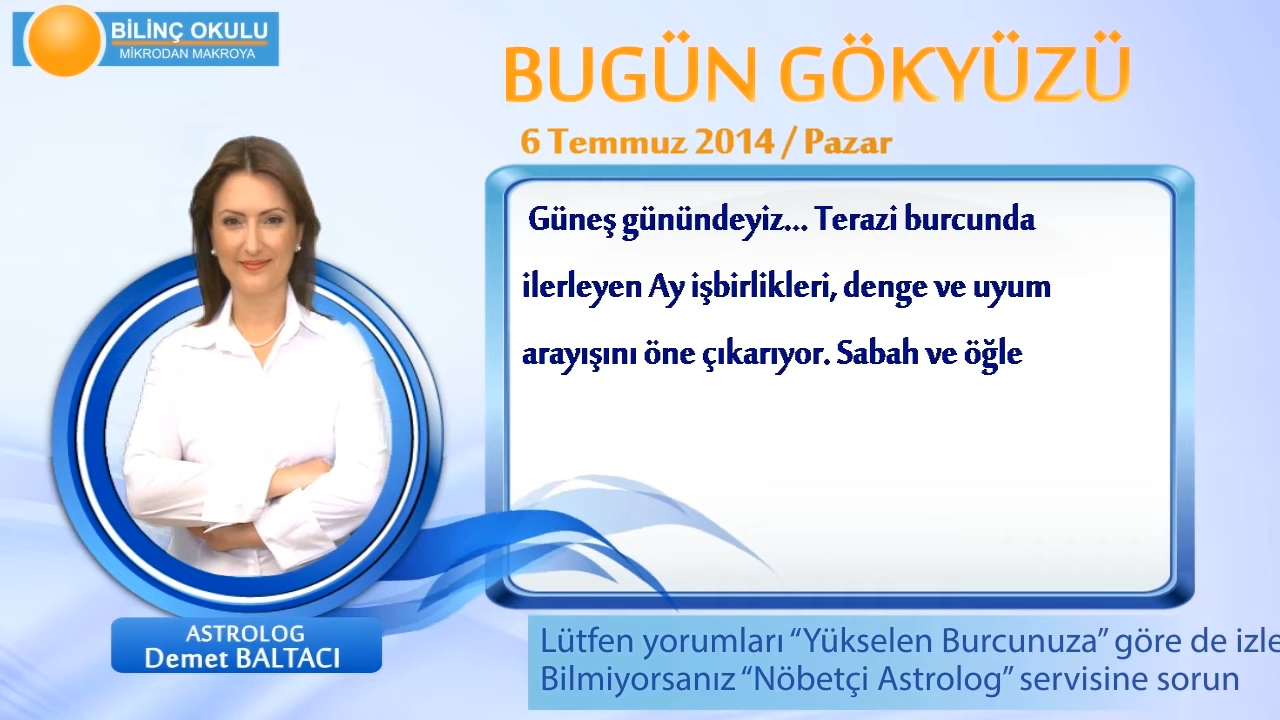 BİLİNÇ OKULU
MİKRODAN MAKROYA
BUGÜN GÖKYÜZÜ
6 Temmuz 2014 / Pazar
Güneş günündeyiz... Terazi burcunda
ilerleyen Ay işbirlikleri, denge ve uyum
arayışını öne çıkarıyor. Sabah ve öğle
ASTROLOG
Demet BALTACI
Lütfen yorumları “Yükselen Burcunuza” göre de izle
Bilmiyorsanız “Nöbetçi Astrolog” servisine sorun